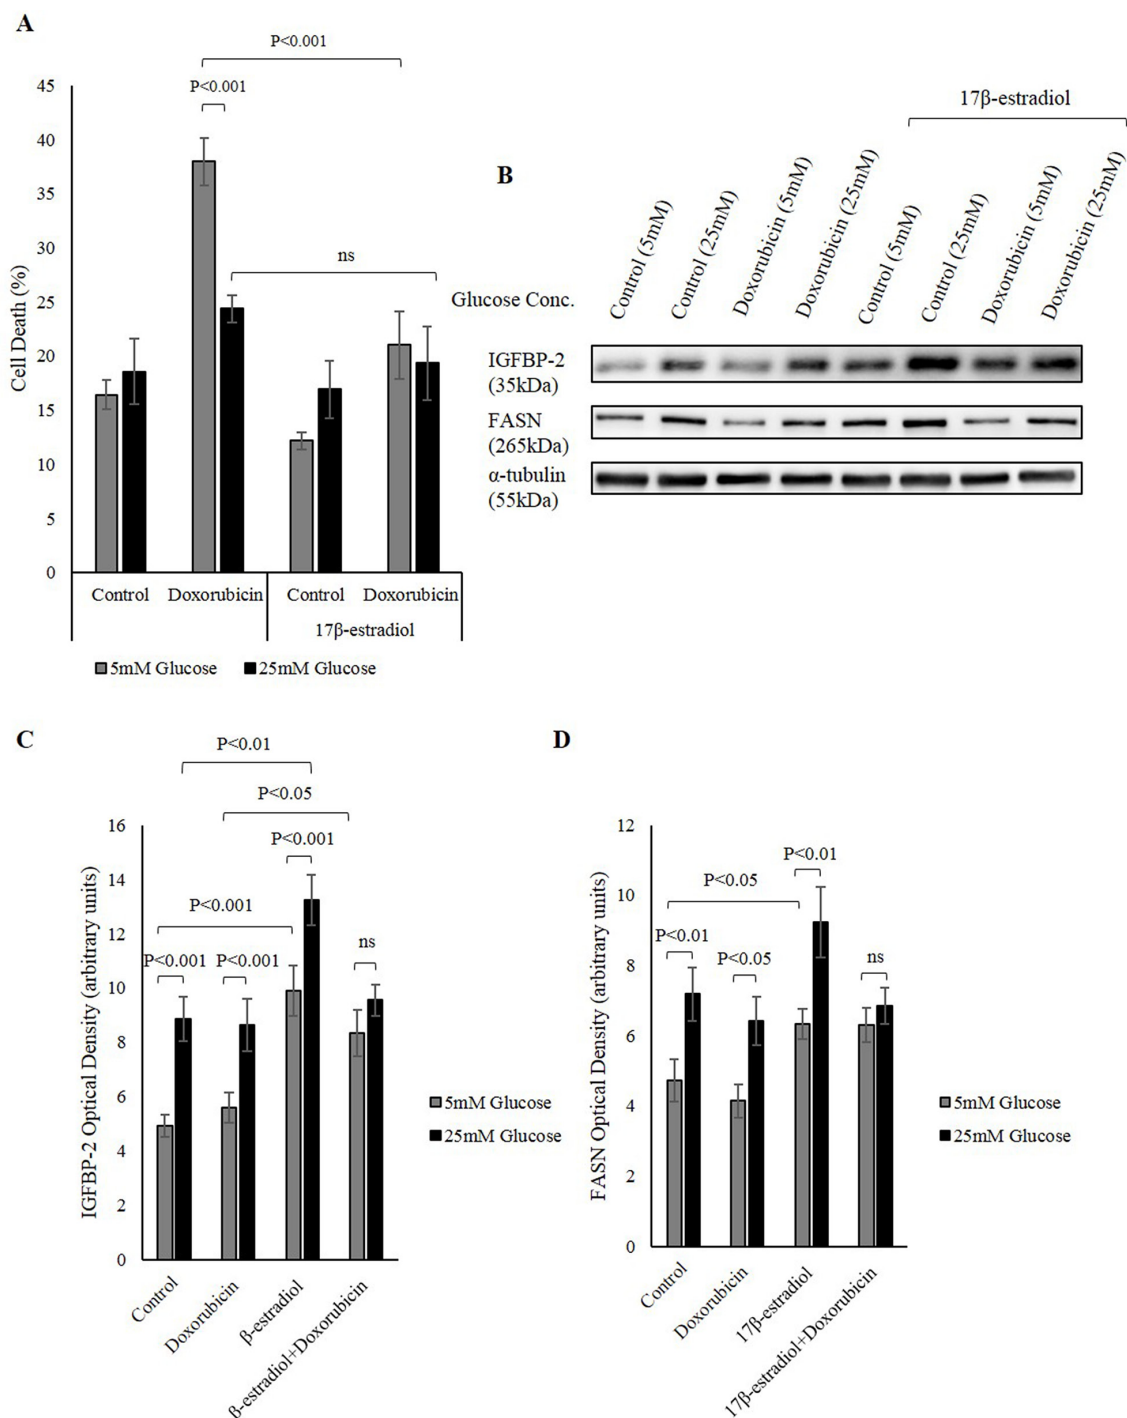 A
P<0.001
P<0.001
45
40
35
30
25
20
15
10
5
0
Cell Death (%)
ns
Control
Doxorubicin
Control
Doxorubicin
17β-estradiol
5mM Glucose
25mM Glucose
B
17β-estradiol
Glucose Conc.
Control (5mM)
Control (25mM)
Doxorubicin (5mM)
Doxorubicin (25mM)
Control (5mM)
Control (25mM)
Doxorubicin (5mM)
Doxorubicin (25mM)
IGFBP-2
(35kDa)
FASN
(265kDa)
α-tubulin
(55kDa)
C
P<0.01
P<0.05
P<0.001
P<0.001
P<0.001
P<0.001
ns
16
14
12
10
8
6
4
2
0
IGFBP-2 Optical Density (arbitrary units)
Control
Doxorubicin
β-estradiol
β-estradiol+Doxorubicin
5mM Glucose
25mM Glucose
D
P<0.01
P<0.05
P<0.01
P<0.05
ns
12
10
8
6
4
2
0
FASN Optical Density (arbitrary units)
Control
Doxorubicin
17β-estradiol
17β-estradiol+Doxorubicin
5mM Glucose
25mM Glucose